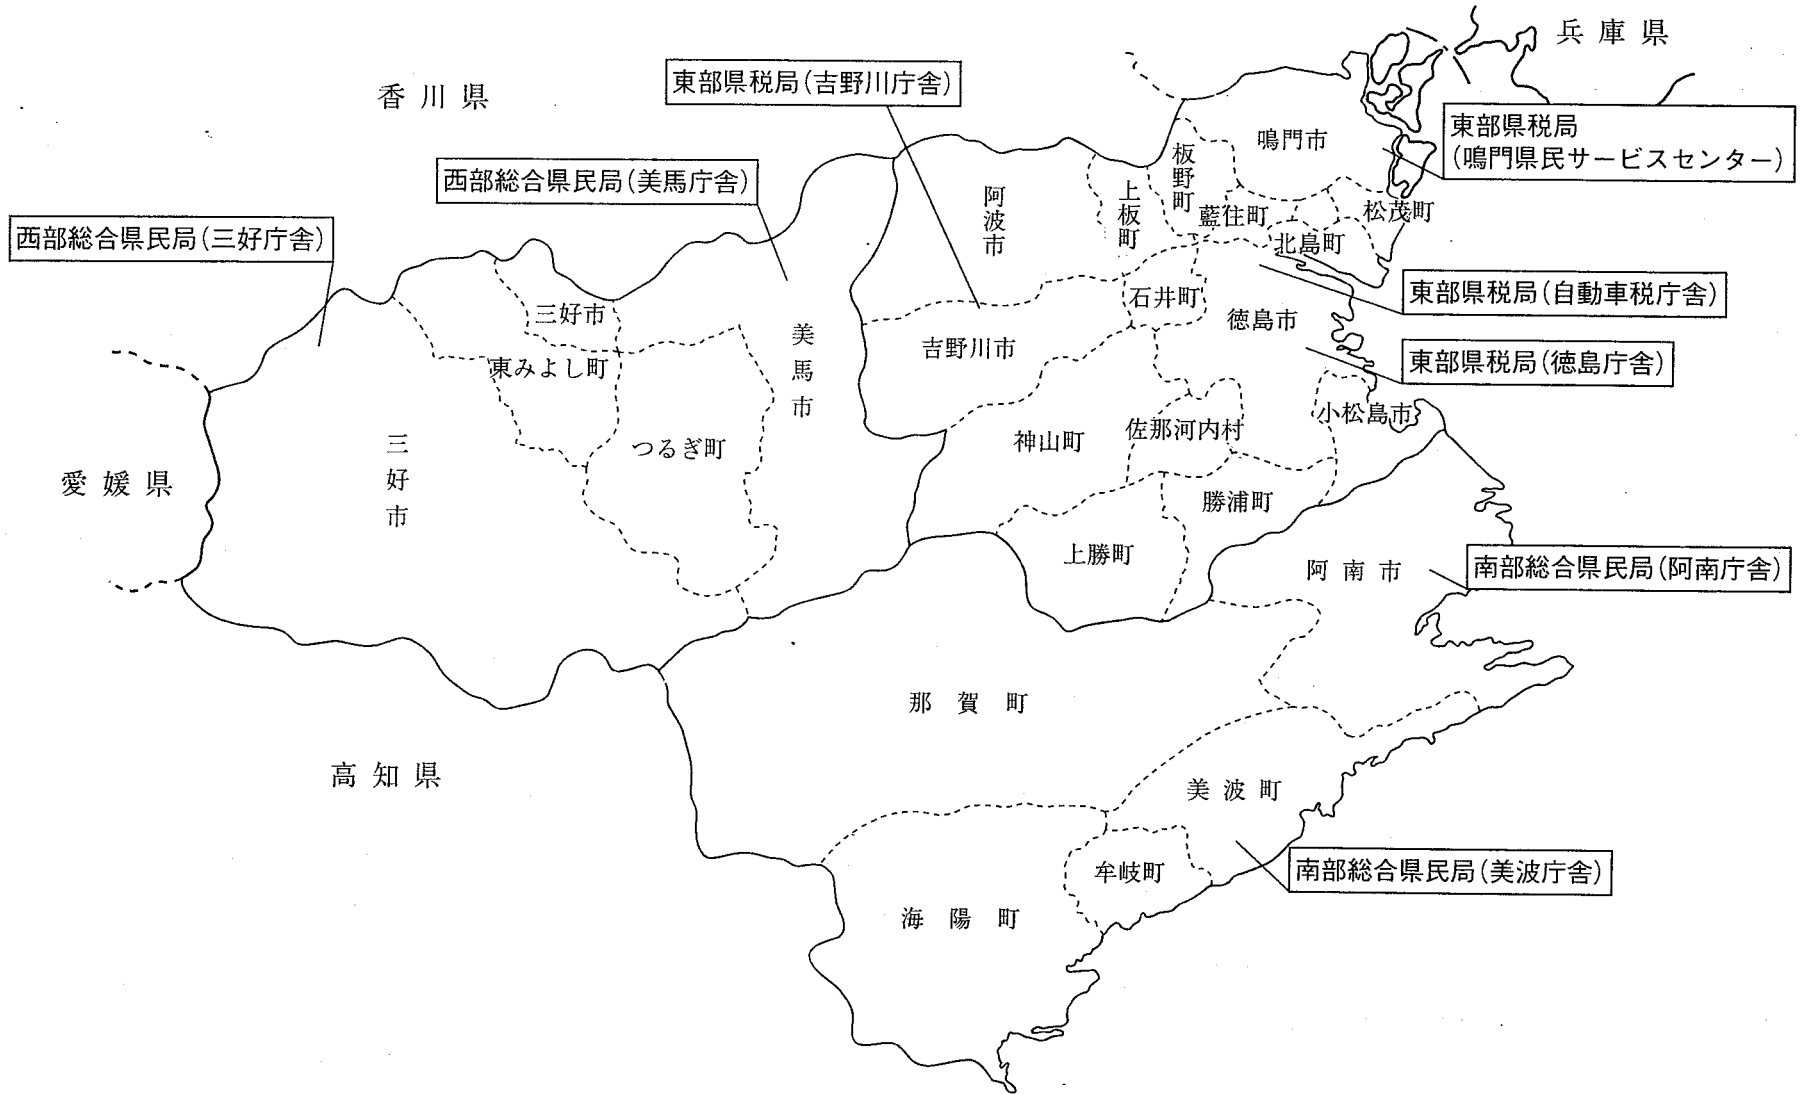 兵庫県
香川県
東部県税局(吉野川庁舎)
東部県税局
(鳴門県民サービスセンター)
鳴門市
板野町
西部総合県民局(美馬庁舎)
阿波市
上板町
藍住町
松茂町
西部総合県民局(三好庁舎)
北島町
東部県税局(自動車税庁舎)
石井町
三好市
徳島市
美馬市
吉野川市
東部県税局(徳島庁舎)
東みよし町
小松島市
佐那河内村
神山町
つるぎ町
三好市
愛媛県
勝浦町
上勝町
阿南市
南部総合県民局(阿南庁舎)
那賀町
高知県
美波町
牟岐町
南部総合県民局(美波庁舎)
海陽町